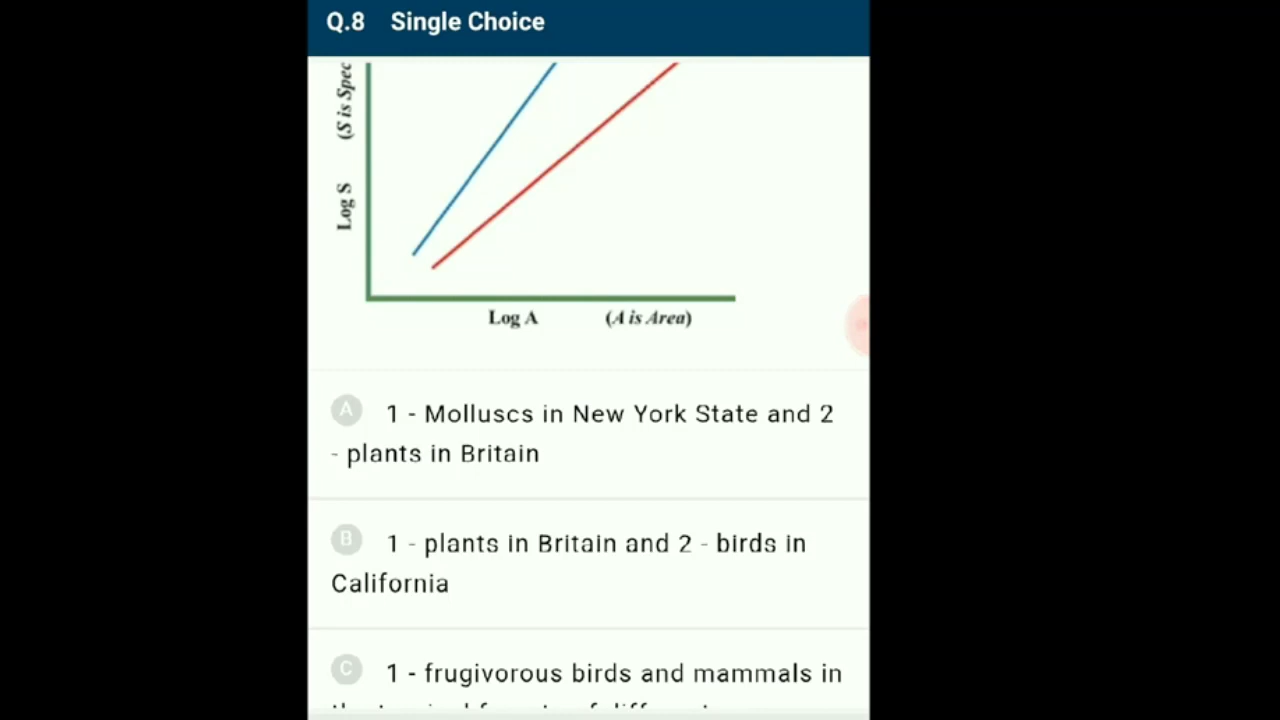 Q.8 Single Choice
(S is Spec
Log S
Log A (A is Area)
A 1 - Molluscs in New York State and 2
- plants in Britain
B 1 - plants in Britain and 2 - birds in
California
C 1 - frugivorous birds and mammals in